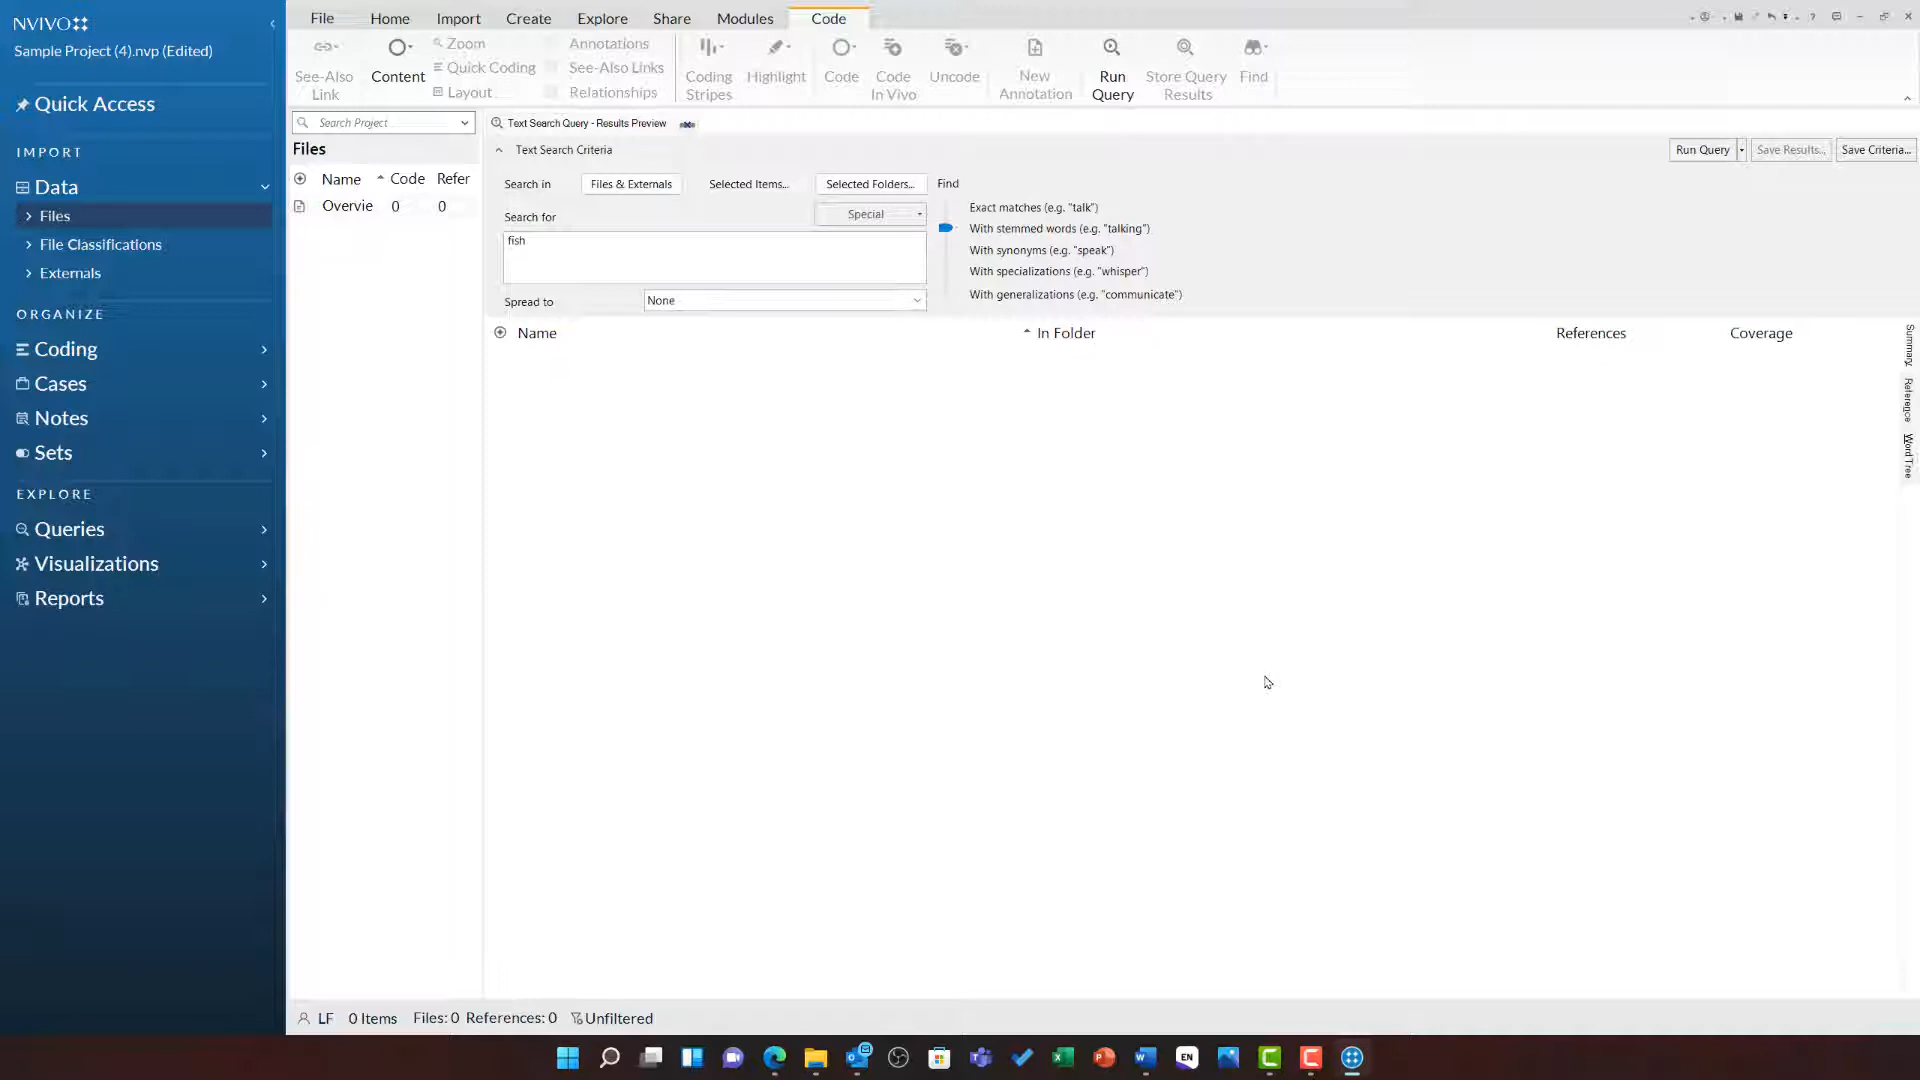 NVIVO
Sample Project (4).nvp (Edited)
Quick Access
IMPORT
Data
Files
File Classifications
Externals
ORGANIZE
Coding
Cases
Notes
Sets
EXPLORE
Queries
Visualizations
Reports
File Home Import Create Explore Share Modules Code
See-Also Link
Content
Zoom
Quick Coding
Layout
Annotations
See-Also Links
Relationships
Coding Stripes
Highlight
Code
Code In Vivo
Uncode
New Annotation
Run Query
Store Query Results
Find
Search Project
Files
Name Code Refer
Overvie 0 0
Text Search Query - Results Preview
Text Search Criteria
Run Query Save Results... Save Criteria...
Search in Files & Externals Selected Items... Selected Folders... Find
Search for Special
fish
Spread to None
Exact matches (e.g. "talk")
With stemmed words (e.g. "talking")
With synonyms (e.g. "speak")
With specializations (e.g. "whisper")
With generalizations (e.g. "communicate")
Name In Folder References Coverage
Summary
Reference
Word Tree
LF 0 Items Files: 0 References: 0 Unfiltered
EN